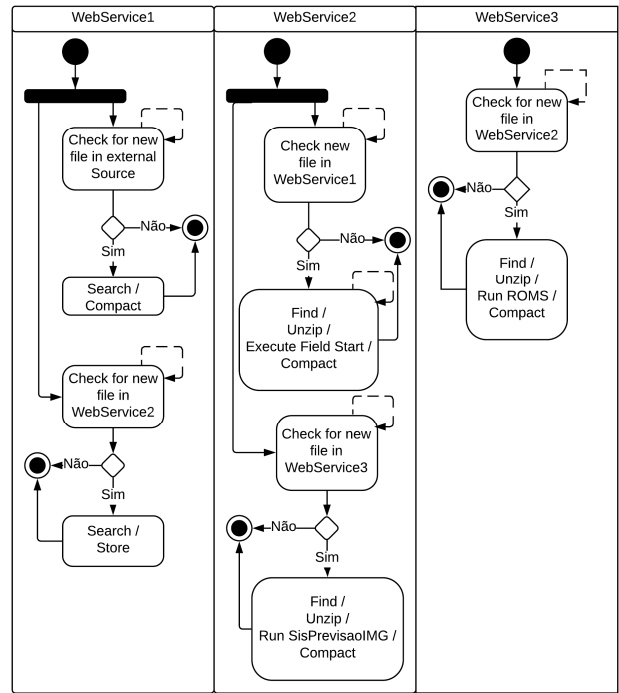 WebService1
Check for new
file in external
Source
Não
Sim
Search /
Compact
Check for new
file in
WebService2
Não
Sim
Search /
Store
WebService2
Check new
file in
WebService1
Não
Sim
Find /
Unzip /
Execute Field Start /
Compact
Check for new
file in
WebService3
Não
Sim
Find /
Unzip /
Run SisPrevisaoIMG /
Compact
WebService3
Check for new
file in
WebService2
Não
Sim
Find /
Unzip /
Run ROMS /
Compact